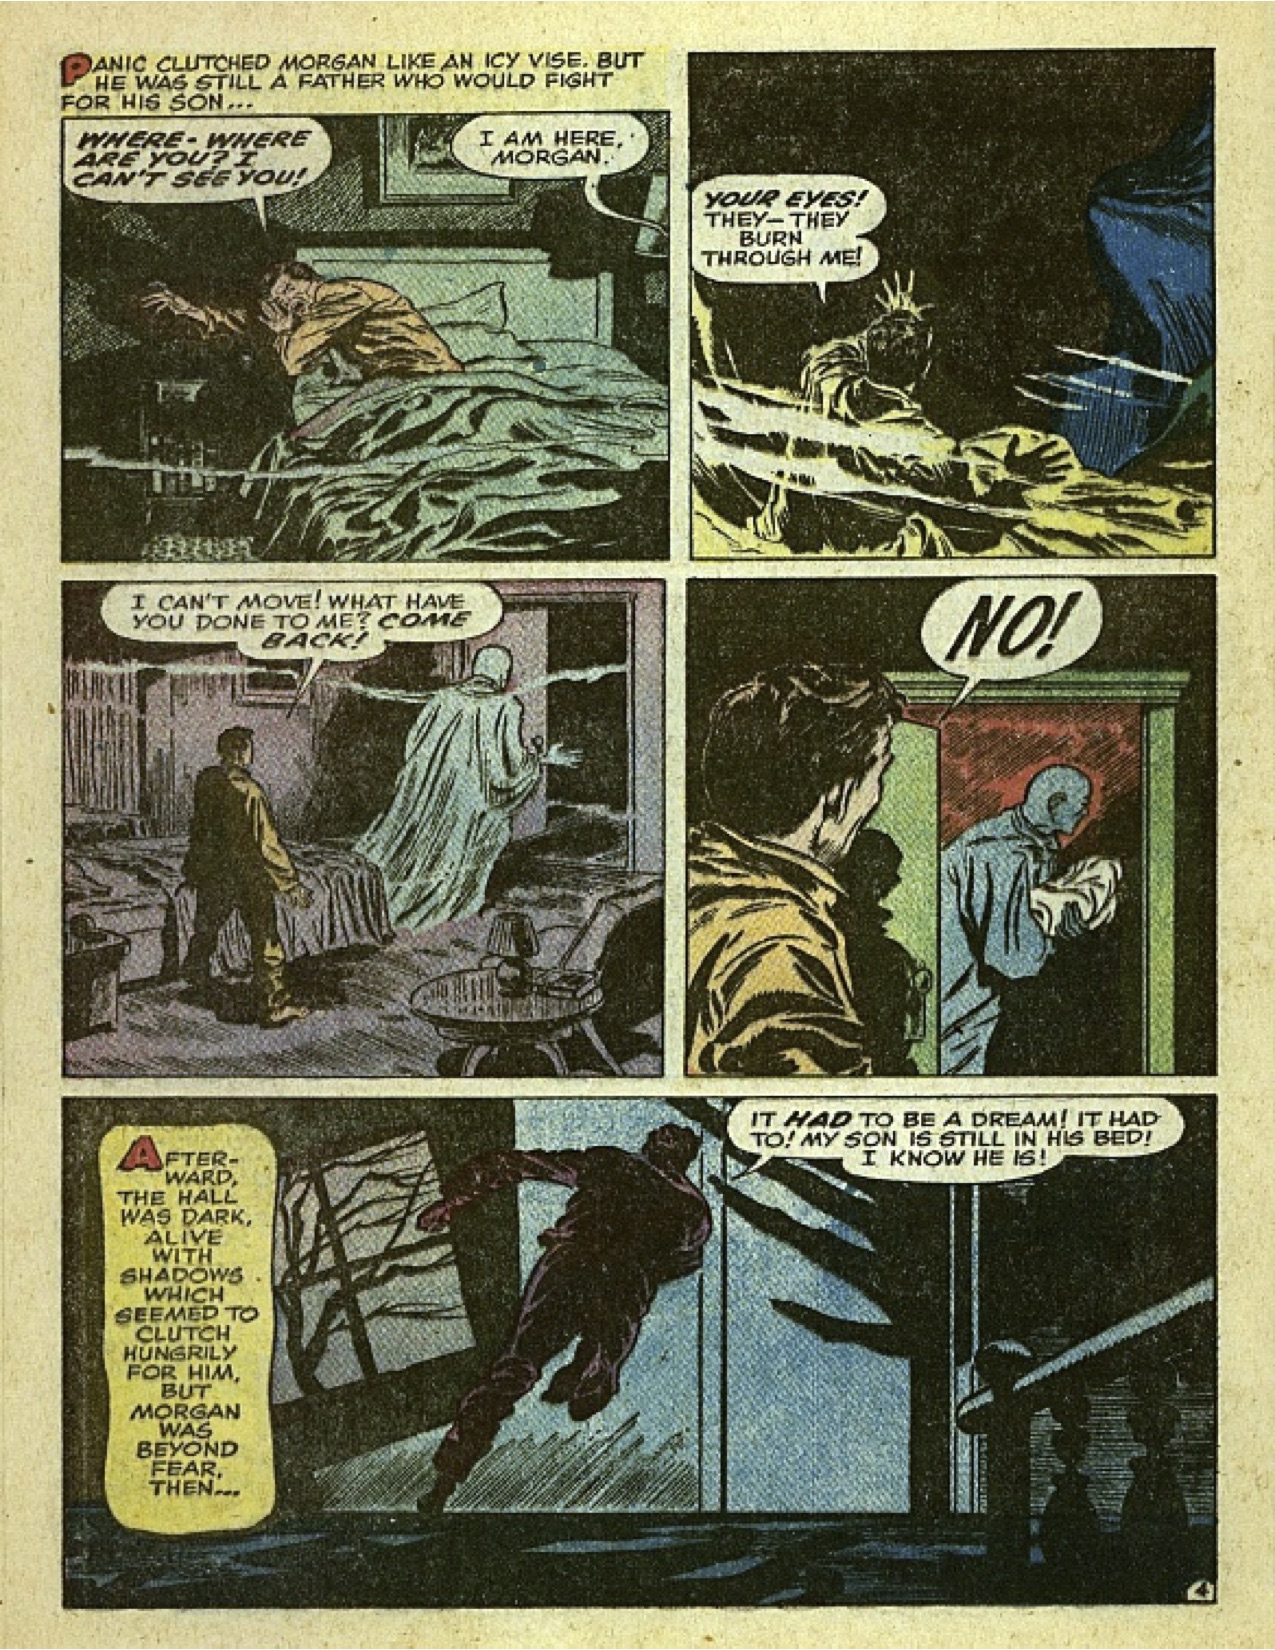 PANIC CLUTCHED MORGAN LIKE AN ICY VISE. BUT
HE WAS STILL A FATHER WHO WOULD FIGHT
FOR HIS SON...
WHERE- WHERE
ARE YOU? I
CAN'T SEE YOU!
I AM HERE,
MORGAN.
YOUR EYES!
THEY- THEY
BURN
THROUGH ME!
I CAN'T MOVE! WHAT HAVE
YOU DONE TO ME? COME
BACK!
NO!
AFTER-
WARD,
THE HALL
WAS DARK,
ALIVE
WITH
SHADOWS
WHICH
SEEMED TO
CLUTCH
HUNGRILY
FOR HIM,
BUT
MORGAN
WAS
BEYOND
FEAR,
THEN...
IT HAD TO BE A DREAM! IT HAD
TO! MY SON IS STILL IN HIS BED!
I KNOW HE IS!
4